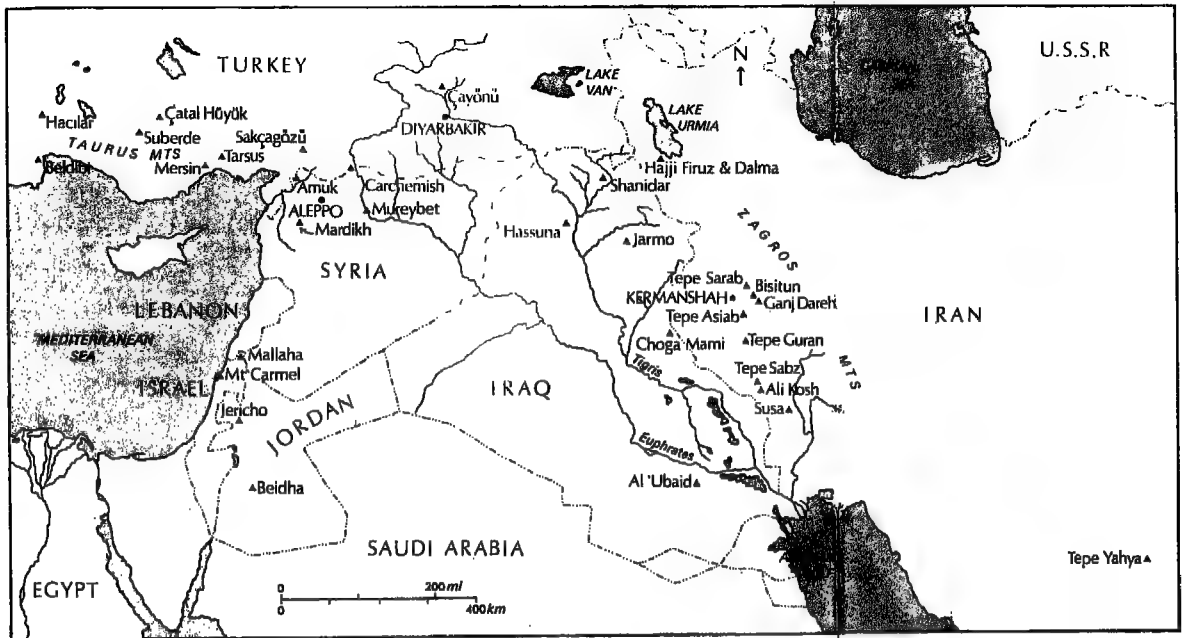 TURKEY
U.S.S.R
N
LAKE
VAN
LAKE
URMIA
Çayönü
DIYARBAKIR
Hacılar
Çatal Hüyük
Suberde
Sakçagözü
TAURUS MTS
Tarsus
Beldibi
Mersin
Hajji Firuz & Dalma
Shanidar
Amuk
Carchemish
ALEPPO
Mureybet
Mardikh
Hassuna
Jarmo
ZAGROS
SYRIA
Tepe Sarab
Bisitun
KERMANSHAH
Ganj Dareh
LEBANON
Tepe Asiab
IRAN
MEDITERRANEAN
SEA
Choga Mami
Tepe Guran
Mallaha
MTS
Mt Carmel
Tigris
Tepe Sabz
ISRAEL
IRAQ
Ali Kosh
Jericho
JORDAN
Susa
Euphrates
Beidha
Al 'Ubaid
SAUDI ARABIA
Tepe Yahya
EGYPT
0 200 ml
0 400 km